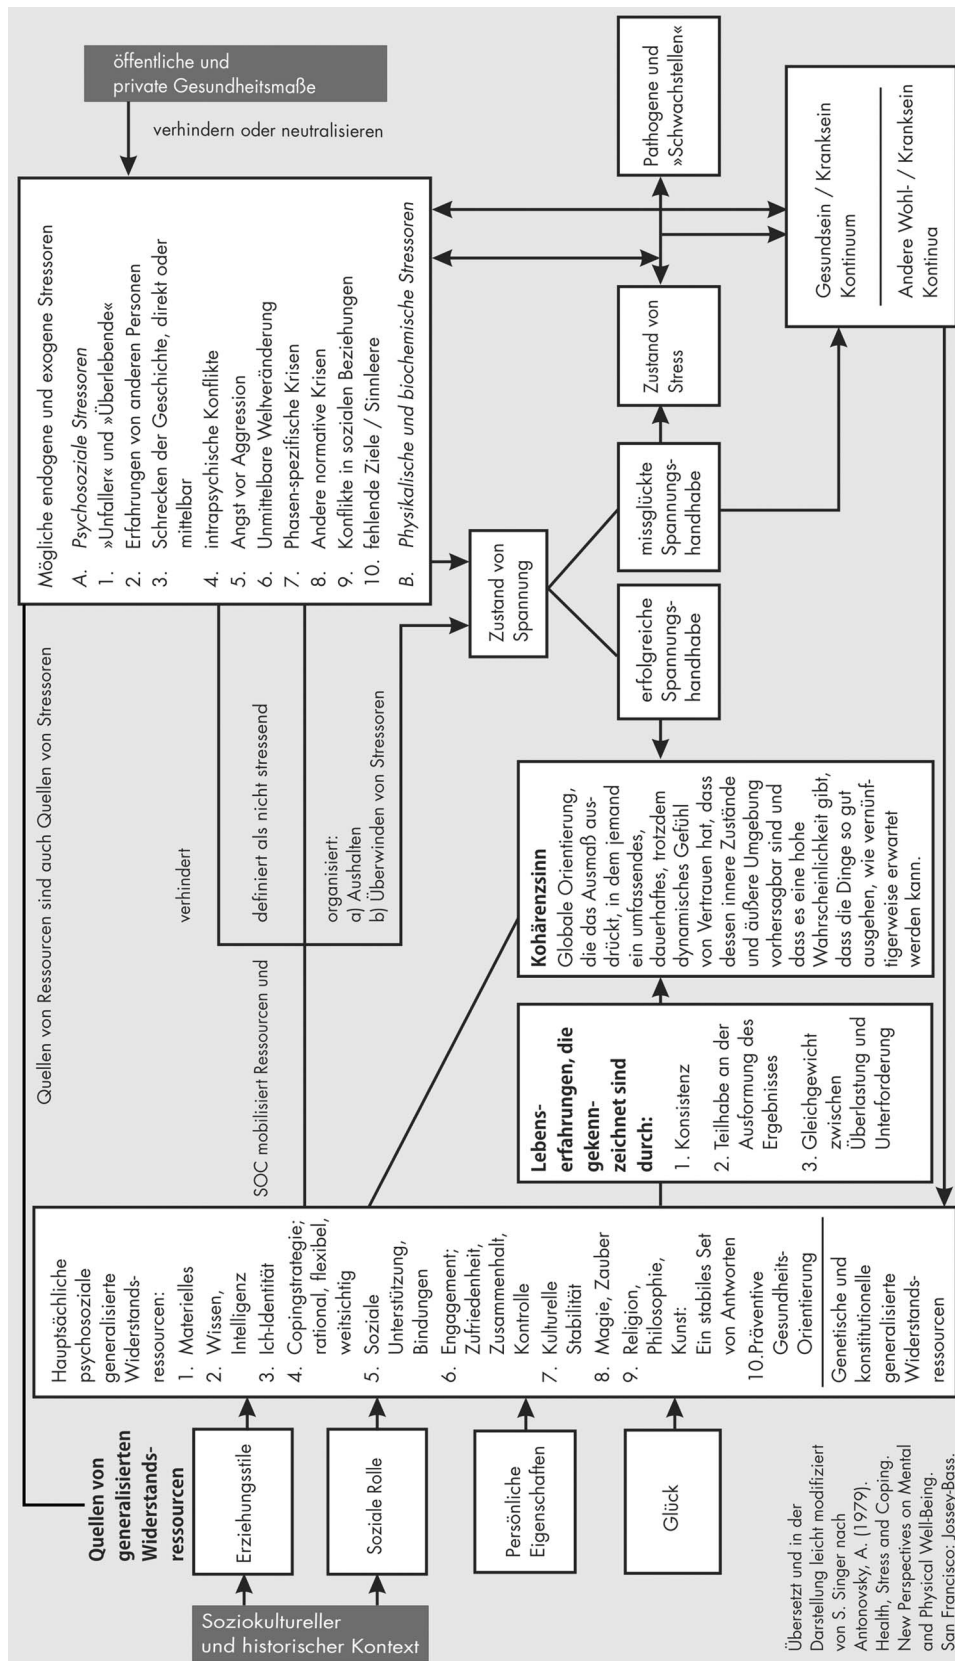 Soziokultureller
und historischer Kontext
Quellen von
generalisierten
Widerstands-
ressourcen
Erziehungsstile
Soziale Rolle
Persönliche
Eigenschaften
Glück
Übersetzt und in der
Darstellung leicht modifiziert
von S. Singer nach
Antonovsky, A. (1979).
Health, Stress and Coping.
New Perspectives on Mental
and Physical Well-Being.
San Francisco: Jossey-Bass.
Hauptsächliche
psychosoziale
generalisierte
Widerstands-
ressourcen:
1. Materielles
2. Wissen,
Intelligenz
3. Ich-Identität
4. Copingstrategie;
rational, flexibel,
weitsichtig
5. Soziale
Unterstützung,
Bindungen
6. Engagement;
Zufriedenheit,
Zusammenhalt,
Kontrolle
7. Kulturelle
Stabilität
8. Magie, Zauber
9. Religion,
Philosophie,
Kunst:
Ein stabiles Set
von Antworten
10. Präventive
Gesundheits-
Orientierung
Genetische und
konstitutionelle
generalisierte
Widerstands-
ressourcen
Quellen von Ressourcen sind auch Quellen von Stressoren
SOC mobilisiert Ressourcen und
verhindert
definiert als nicht stressend
organisiert:
a) Aushalten
b) Überwinden von Stressoren
Lebens-
erfahrungen, die
gekenn-
zeichnet sind
durch:
1. Konsistenz
2. Teilhabe an der
Ausformung des
Ergebnisses
3. Gleichgewicht
zwischen
Überlastung und
Unterforderung
Kohärenzsinn
Globale Orientierung,
die das Ausmaß aus-
drückt, in dem jemand
ein umfassendes,
dauerhaftes, trotzdem
dynamisches Gefühl
von Vertrauen hat, dass
dessen innere Zustände
und äußere Umgebung
vorhersagbar sind und
dass es eine hohe
Wahrscheinlichkeit gibt,
dass die Dinge so gut
ausgehen, wie vernünf-
tigerweise erwartet
werden kann.
öffentliche und
private Gesundheitsmaße
verhindern oder neutralisieren
Mögliche endogene und exogene Stressoren
A. Psychosoziale Stressoren
1. »Unfaller« und »Überlebende«
2. Erfahrungen von anderen Personen
3. Schrecken der Geschichte, direkt oder
mittelbar
4. intrapsychische Konflikte
5. Angst vor Aggression
6. Unmittelbare Weltveränderung
7. Phasen-spezifische Krisen
8. Andere normative Krisen
9. Konflikte in sozialen Beziehungen
10. fehlende Ziele / Sinnleere
B. Physikalische und biochemische Stressoren
Zustand von
Spannung
erfolgreiche
Spannungs-
handhabe
missglückte
Spannungs-
handhabe
Zustand von
Stress
Pathogene und
»Schwachstellen«
Gesundsein / Kranksein
Kontinuum
Andere Wohl- / Kranksein
Kontinua